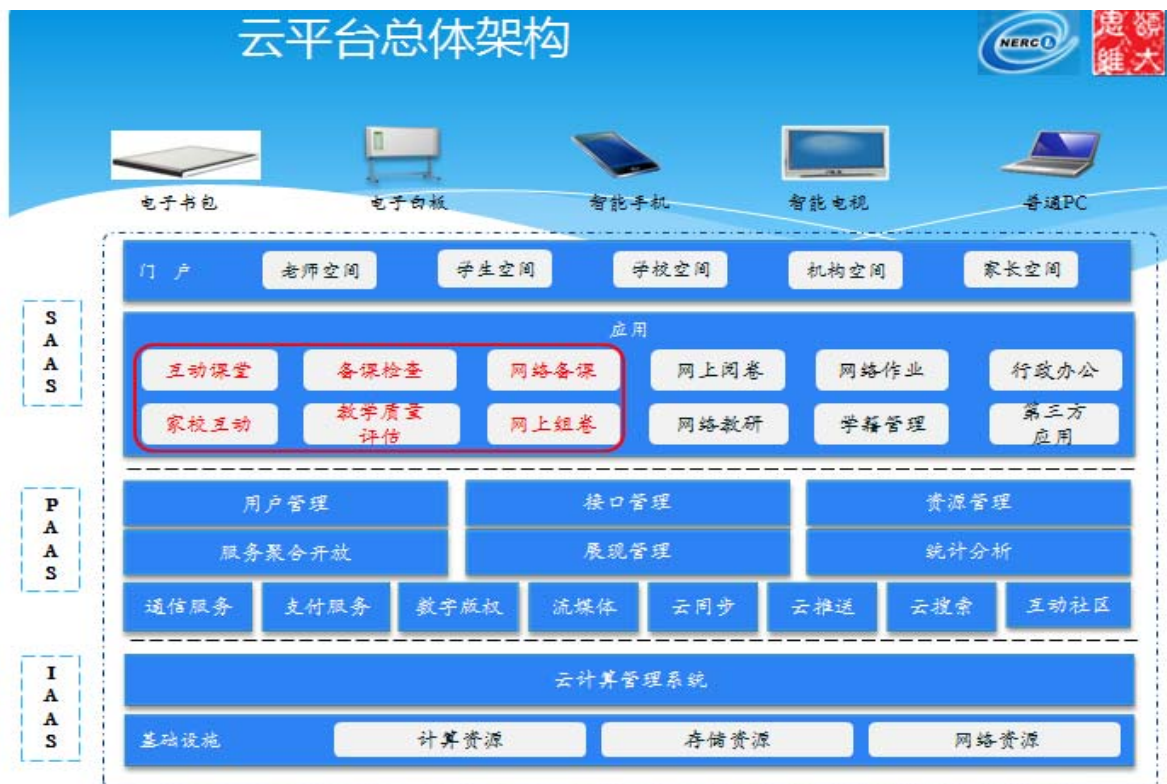 云平台总体架构
NERC L
思维 硕大
电子书包
电子白板
智能手机
智能电视
普通PC
门 户
老师空间
学生空间
学校空间
机构空间
家长空间
SAAS
应用
互动课堂
备课检查
网络备课
网上阅卷
网络作业
行政办公
家校互动
教学质量
评估
网上组卷
网络教研
学籍管理
第三方
应用
PAAS
用户管理
接口管理
资源管理
服务聚合开放
展现管理
统计分析
通信服务
支付服务
数字版权
流媒体
云同步
云推送
云搜索
互动社区
IAAS
云计算管理系统
基础设施
计算资源
存储资源
网络资源